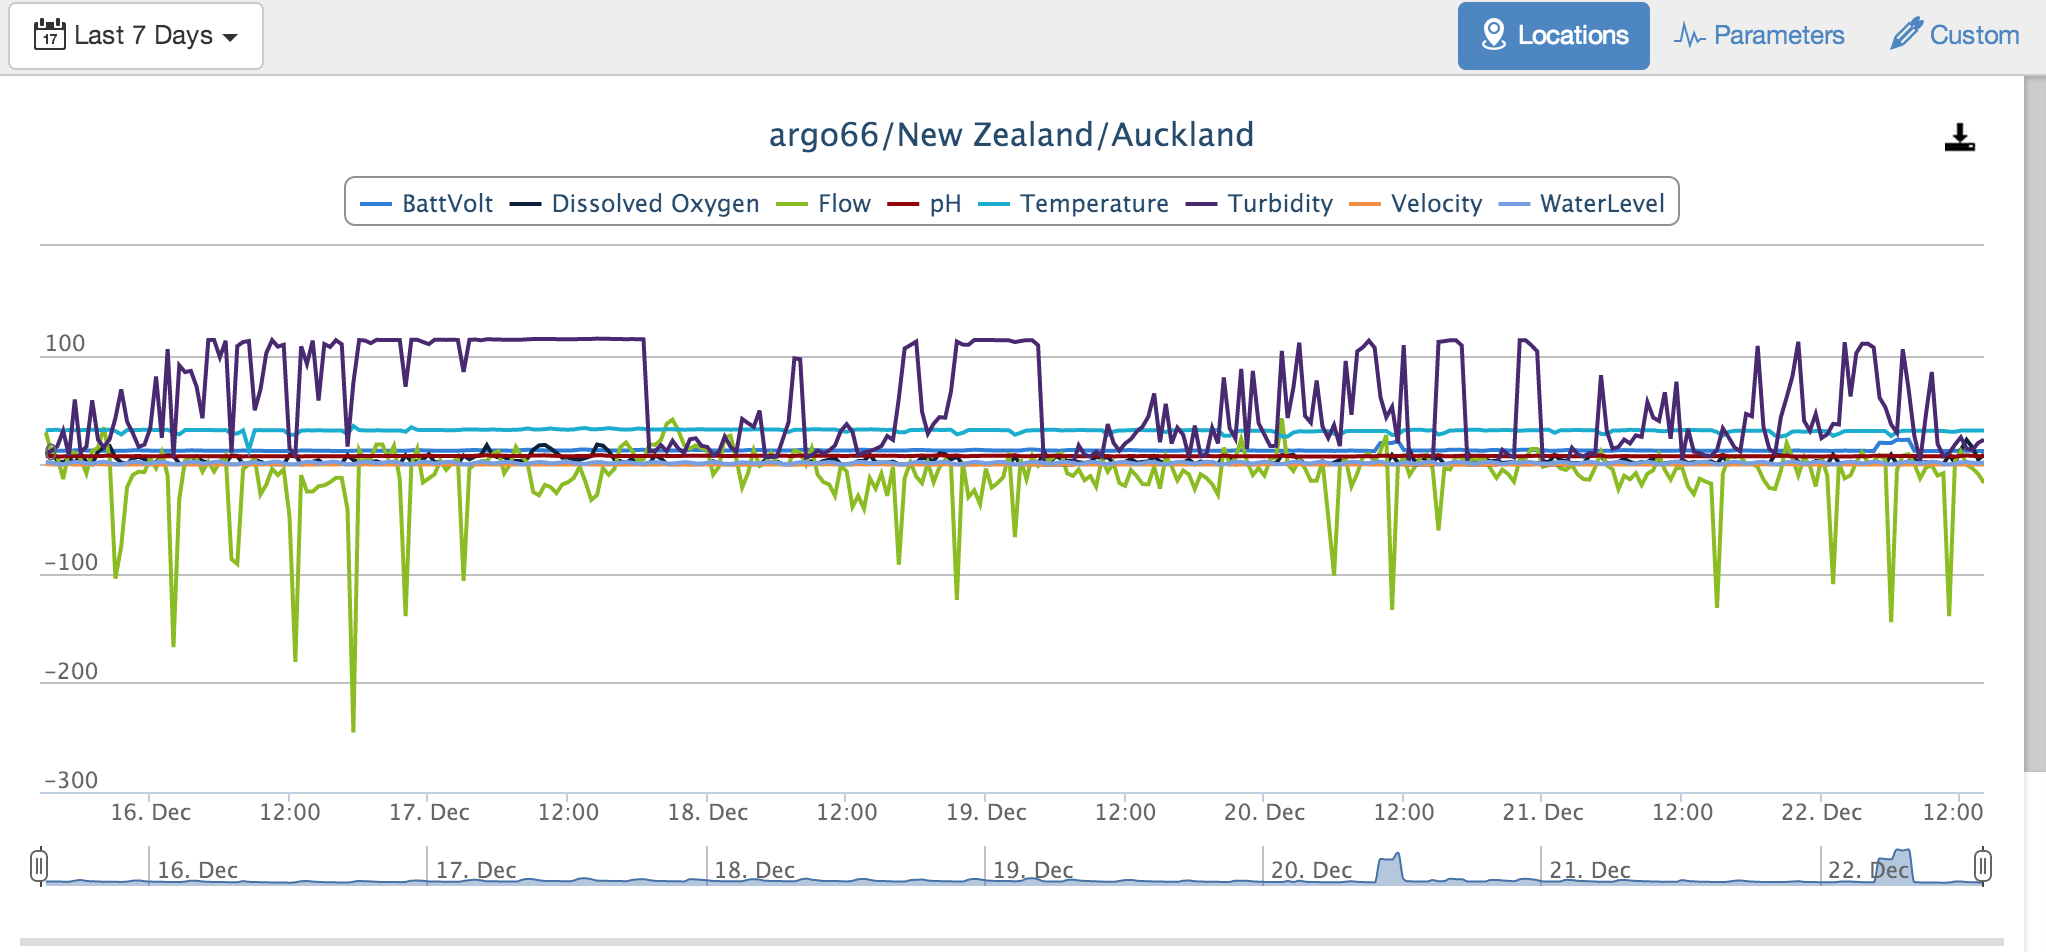 17 Last 7 Days Locations Parameters Custom
argo66/New Zealand/Auckland
BattVolt Dissolved Oxygen Flow pH Temperature Turbidity Velocity WaterLevel
100
0
-100
-200
-300
16. Dec 12:00 17. Dec 12:00 18. Dec 12:00 19. Dec 12:00 20. Dec 12:00 21. Dec 12:00 22. Dec 12:00
16. Dec 17. Dec 18. Dec 19. Dec 20. Dec 21. Dec 22. Dec